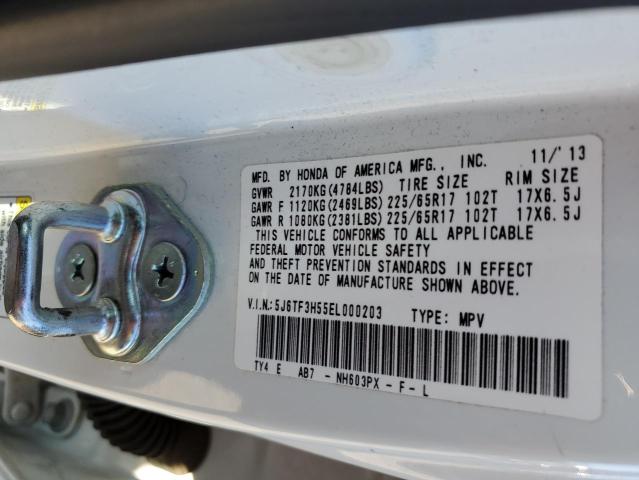 MFD. BY HONDA OF AMERICA MFG., INC. 11/'13
GVWR 2170KG(4784LBS) TIRE SIZE RIM SIZE
GAWR F 1120KG(2469LBS) 225/65R17 102T 17X6.5J
GAWR R 1080KG(2381LBS) 225/65R17 102T 17X6.5J
THIS VEHICLE CONFORMS TO ALL APPLICABLE
FEDERAL MOTOR VEHICLE SAFETY
AND THEFT PREVENTION STANDARDS IN EFFECT
ON THE DATE OF MANUFACTURE SHOWN ABOVE.
V.I.N.:5J6TF3H55EL000203 TYPE: MPV
TY4 E AB7 - NH603PX - F - L